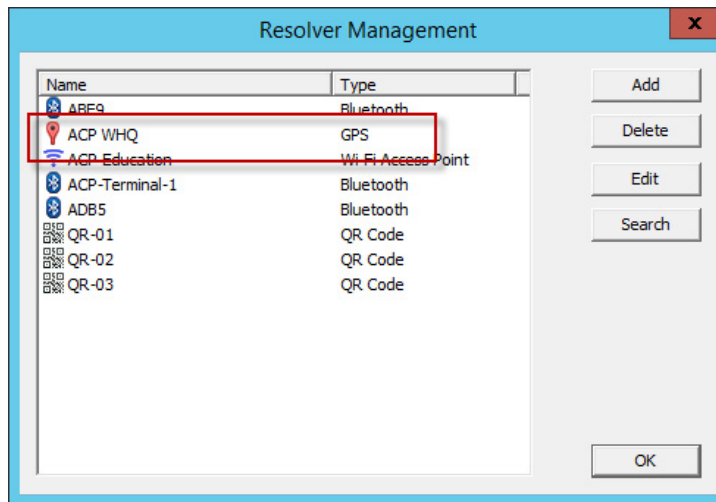 Resolver Management
x
Name Type
ABE9 Bluetooth
ACP WHQ GPS
ACP-Education Wi-Fi Access Point
ACP-Terminal-1 Bluetooth
ADB5 Bluetooth
QR-01 QR Code
QR-02 QR Code
QR-03 QR Code
Add
Delete
Edit
Search
OK